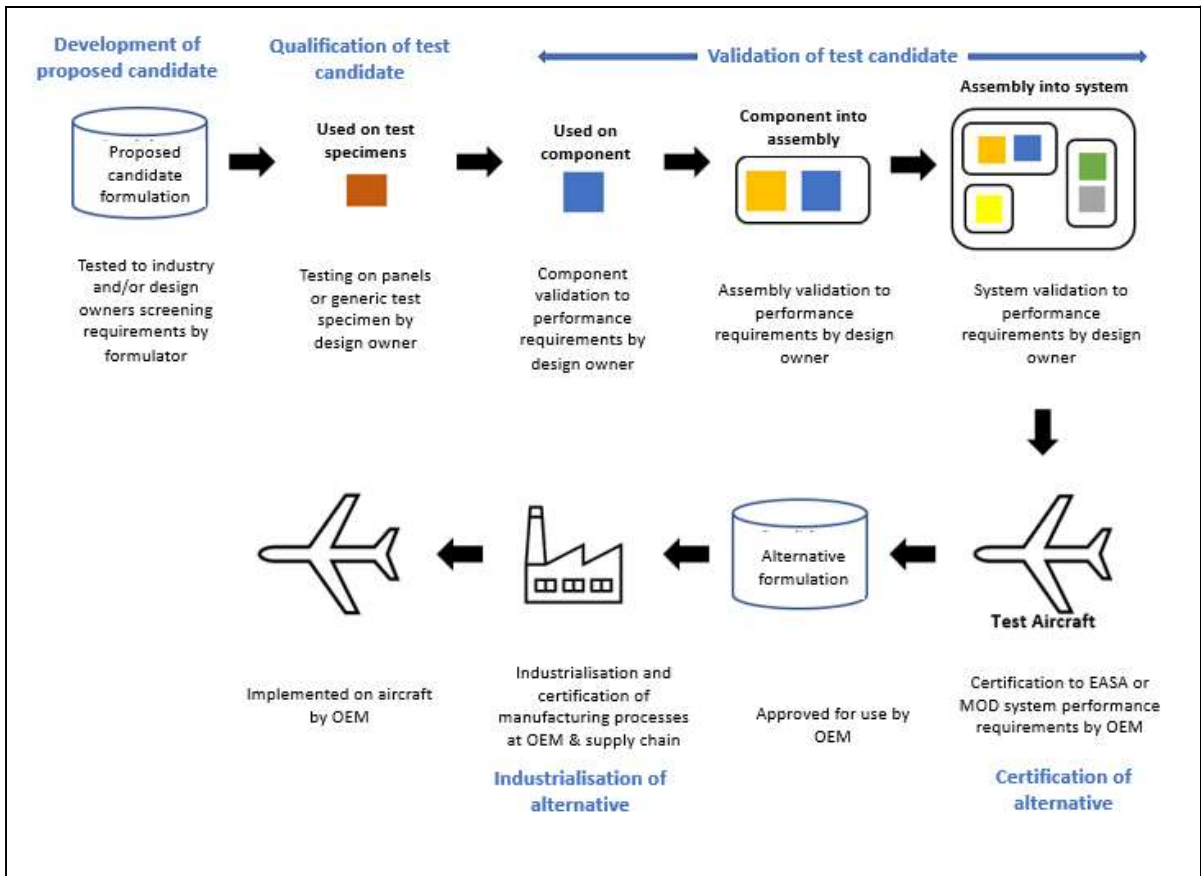 Development of
proposed candidate
Qualification of test
candidate
Validation of test candidate
Proposed
candidate
formulation
Used on test
specimens
Used on
component
Component into
assembly
Assembly into system
Tested to industry
and/or design
owners screening
requirements by
formulator
Testing on panels
or generic test
specimen by
design owner
Component
validation to
performance
requirements by
design owner
Assembly validation to
performance
requirements by design
owner
System validation to
performance
requirements by design
owner
Alternative
formulation
Test Aircraft
Implemented on aircraft
by OEM
Industrialisation and
certification of
manufacturing processes
at OEM & supply chain
Approved for use by
OEM
Certification to EASA or
MOD system performance
requirements by OEM
Industrialisation of
alternative
Certification of
alternative